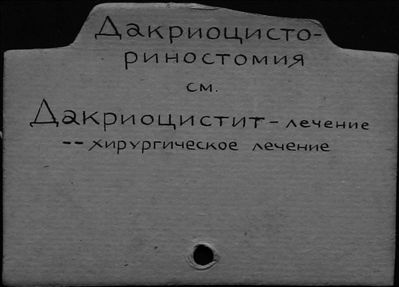 Дакриоцисто-
риностомия
см.
Дакриоцистит - лечение
-- хирургическое лечение